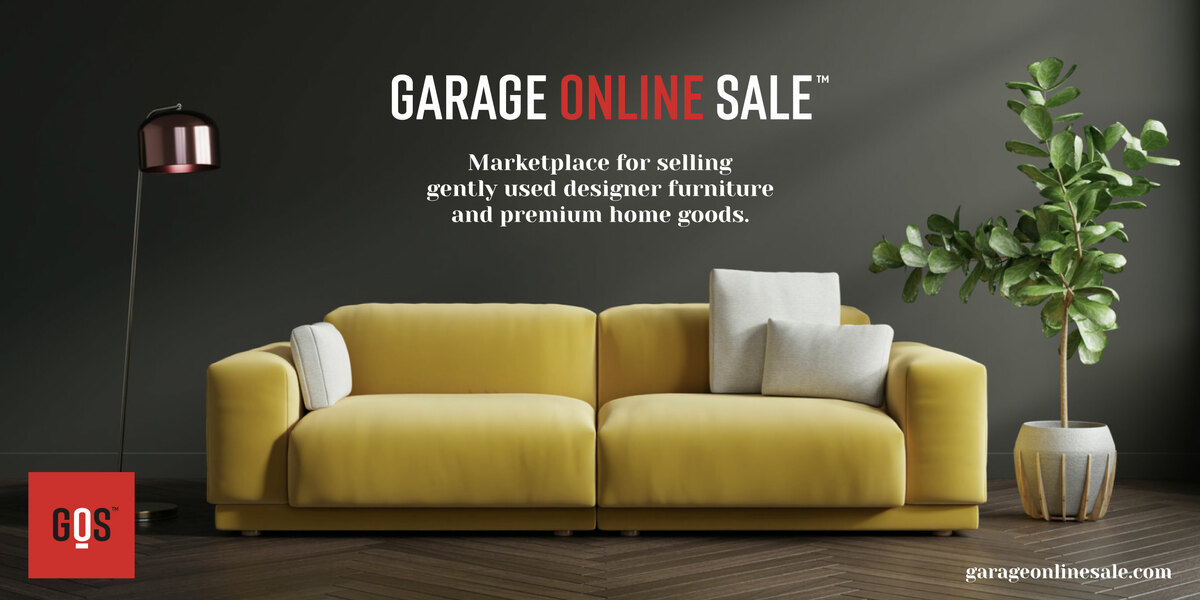 GARAGE ONLINE SALE™
Marketplace for selling
gently used designer furniture
and premium home goods.
GOS™
garageonlinesale.com